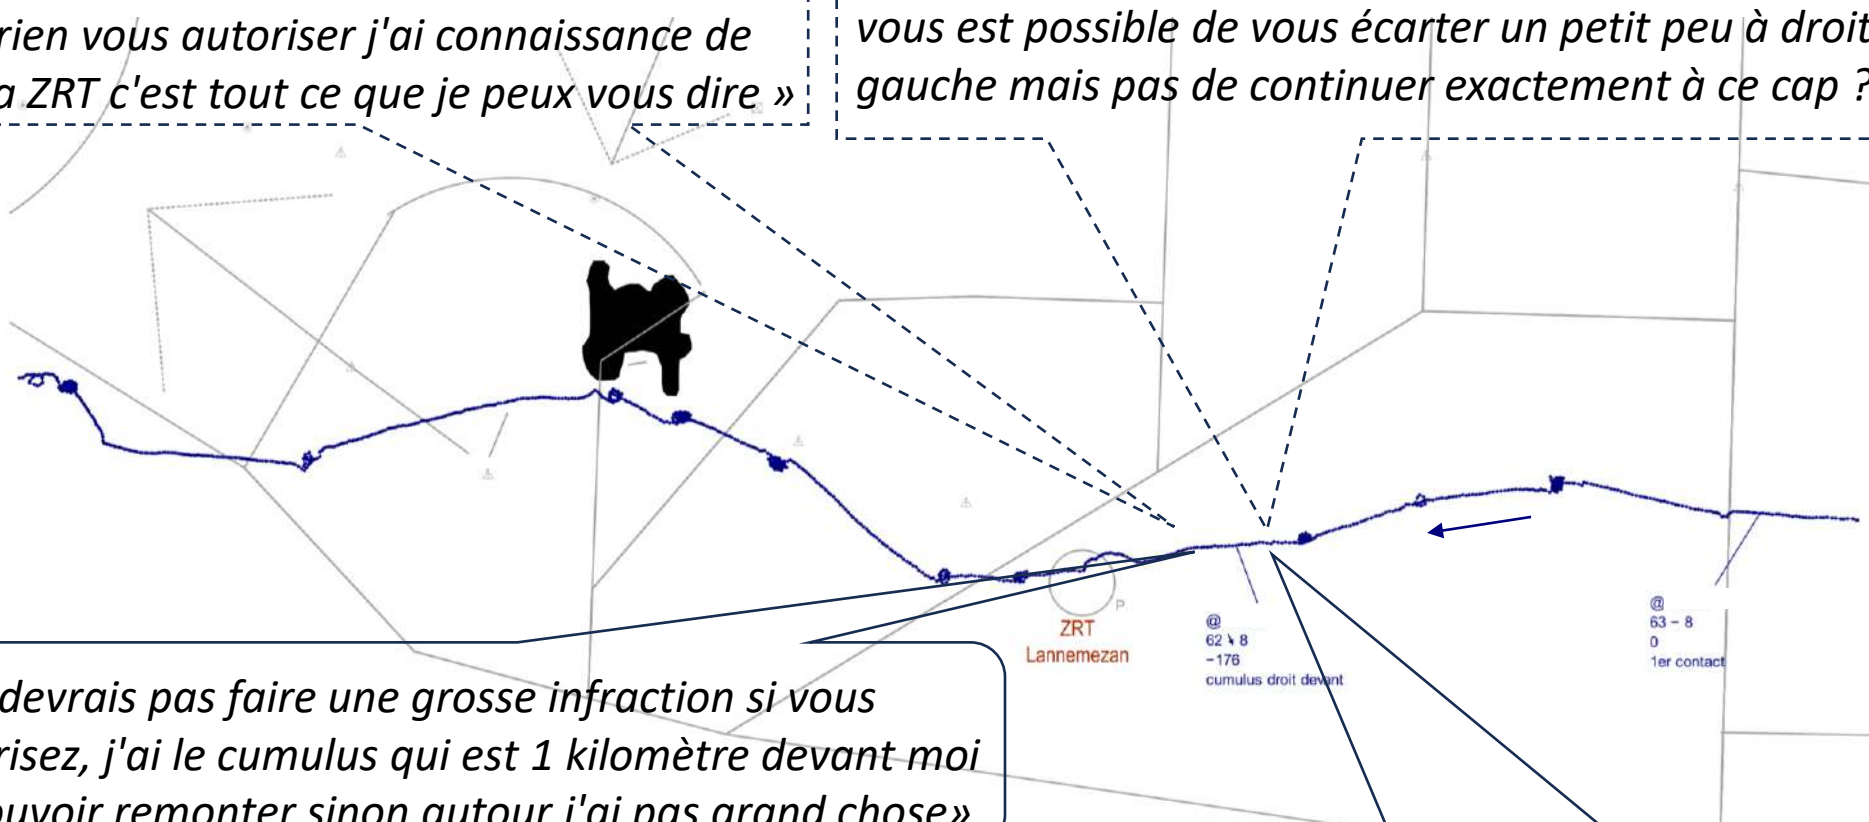 rien vous autoriser j'ai connaissance de
a ZRT c'est tout ce que je peux vous dire »
vous est possible de vous écarter un petit peu à droit
gauche mais pas de continuer exactement à ce cap ?
P
ZRT
Lannemezan
@
62 8
-176
cumulus droit devant
@
63 - 8
0
1er contact
devrais pas faire une grosse infraction si vous
risez, j'ai le cumulus qui est 1 kilomètre devant moi
ouvoir remonter sinon autour j'ai pas grand chose»